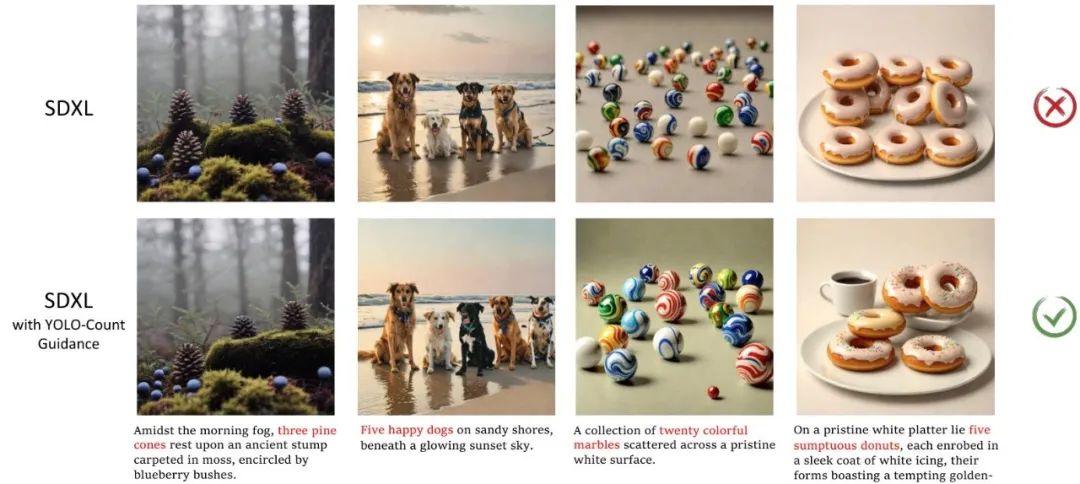 SDXL
SDXL
with YOLO-Count
Guidance
Amidst the morning fog, three pine
cones rest upon an ancient stump
carpeted in moss, encircled by
blueberry bushes.
Five happy dogs on sandy shores,
beneath a glowing sunset sky.
A collection of twenty colorful
marbles scattered across a pristine
white surface.
On a pristine white platter lie five
sumptuous donuts, each enrobed in
a sleek coat of white icing, their
forms boasting a tempting golden-